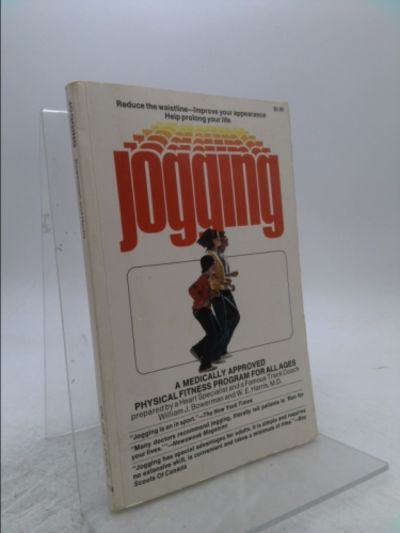 Reduce the waistline—Improve your appearance $1.00
Help prolong your life
jogging
A MEDICALLY APPROVED
PHYSICAL FITNESS PROGRAM FOR ALL AGES
prepared by a Heart Specialist and a Famous Track Coach
William J. Bowerman and W. E. Harris, M.D.
"Jogging is an in sport."—The New York Times
"Many doctors recommend jogging, literally tell patients to 'Run for
your lives.'"—Newsweek Magazine
"Jogging has special advantages for adults: it is simple and requires
no extensive skill, is convenient and takes a minimum of time."—Boy
Scouts Of Canada
JOGGING